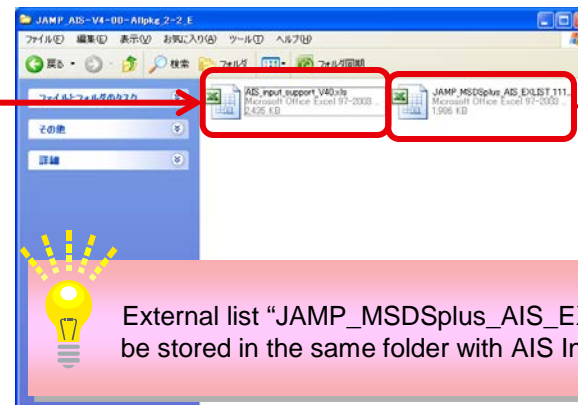 JAMP_AIS-V4-00-Allpkg_2-2_E
ファイル(F) 編集(E) 表示(V) お気に入り(A) ツール(T) ヘルプ(H)
戻る 検索 フォルダ フォルダ同期
ファイルとフォルダのタスク
その他
詳細
AIS_input_support_V40.xls
Microsoft Office Excel 97-2003 ...
2,435 KB
JAMP_MSDSplus_AIS_EXLIST_111...
Microsoft Office Excel 97-2003 ...
1,986 KB
External list “JAMP_MSDSplus_AIS_EX
be stored in the same folder with AIS In